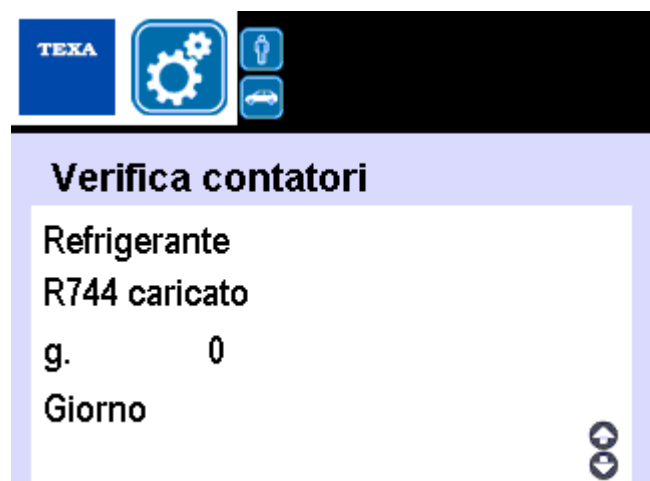 TEXA
Verifica contatori
Refrigerante
R744 caricato
g. 0
Giorno